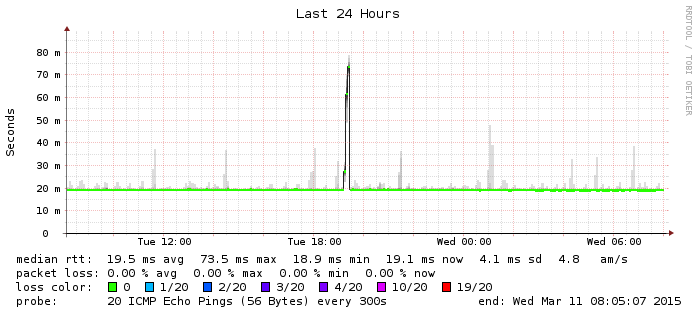 Last 24 Hours
RRDTOOL / TOBI OETIKER
Seconds
80 m
70 m
60 m
50 m
40 m
30 m
20 m
10 m
0
Tue 12:00 Tue 18:00 Wed 00:00 Wed 06:00
median rtt: 19.5 ms avg 73.5 ms max 18.9 ms min 19.1 ms now 4.1 ms sd 4.8 am/s
packet loss: 0.00 % avg 0.00 % max 0.00 % min 0.00 % now
loss color: 0 1/20 2/20 3/20 4/20 10/20 19/20
probe: 20 ICMP Echo Pings (56 Bytes) every 300s end: Wed Mar 11 08:05:07 2015